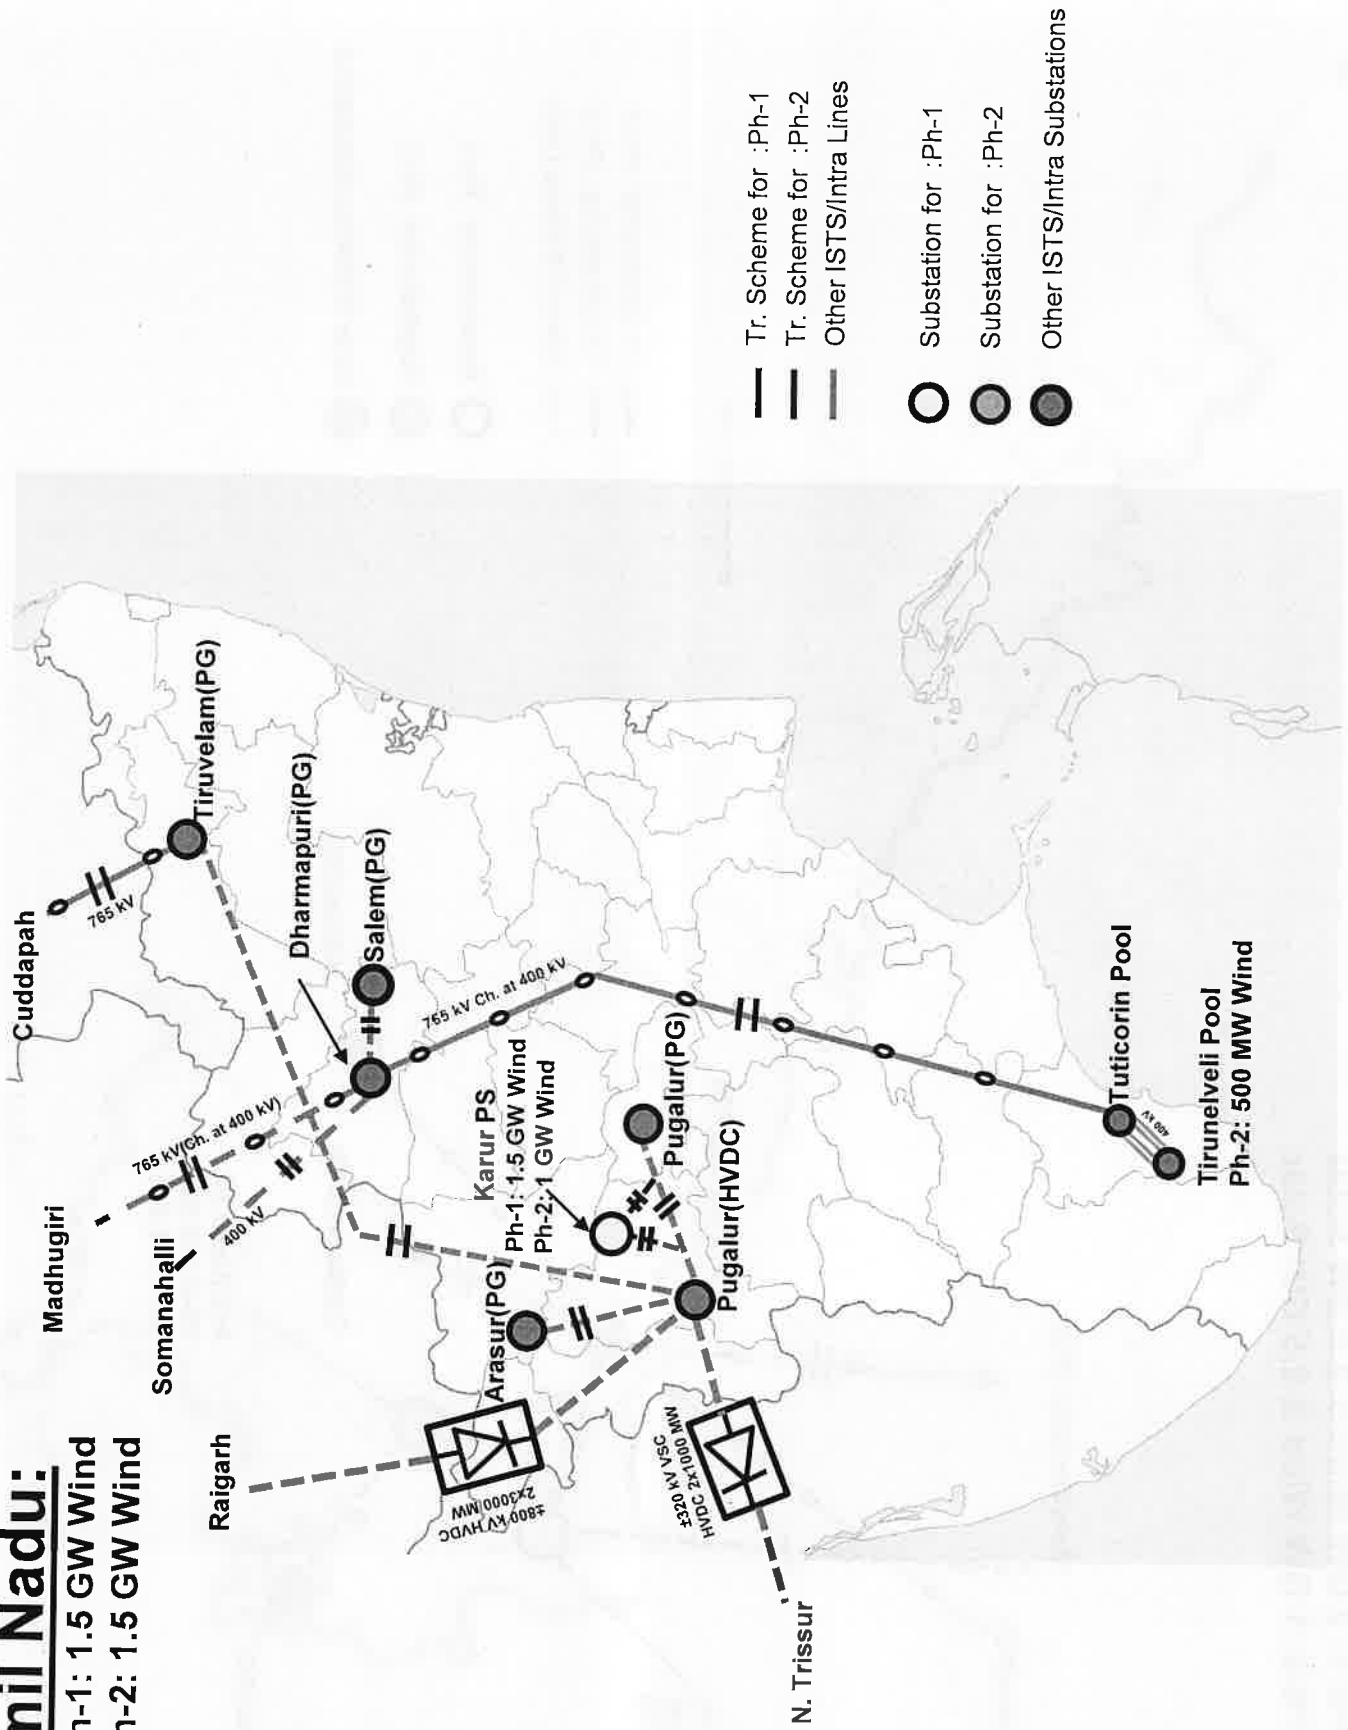 mil Nadu:
h-1: 1.5 GW Wind
h-2: 1.5 GW Wind
Cuddapah
765 kV
Tiruvelam(PG)
Madhugiri
765 kV(Ch. at 400 kV)
Dharmapuri(PG)
Salem(PG)
Somanahalli
400 kV
765 kV Ch. at 400 kV
Raigarh
±800 kV HVDC
2x3000 MW
Arasur(PG)
Karur PS
Ph-1: 1.5 GW Wind
Ph-2: 1 GW Wind
Pugalur(PG)
Pugalur(HVDC)
±320 kV VSC
HVDC 2x1000 MW
N. Trissur
Tuticorin Pool
400 kV
Tirunelveli Pool
Ph-2: 500 MW Wind
Tr. Scheme for :Ph-1
Tr. Scheme for :Ph-2
Other ISTS/Intra Lines
Substation for :Ph-1
Substation for :Ph-2
Other ISTS/Intra Substations